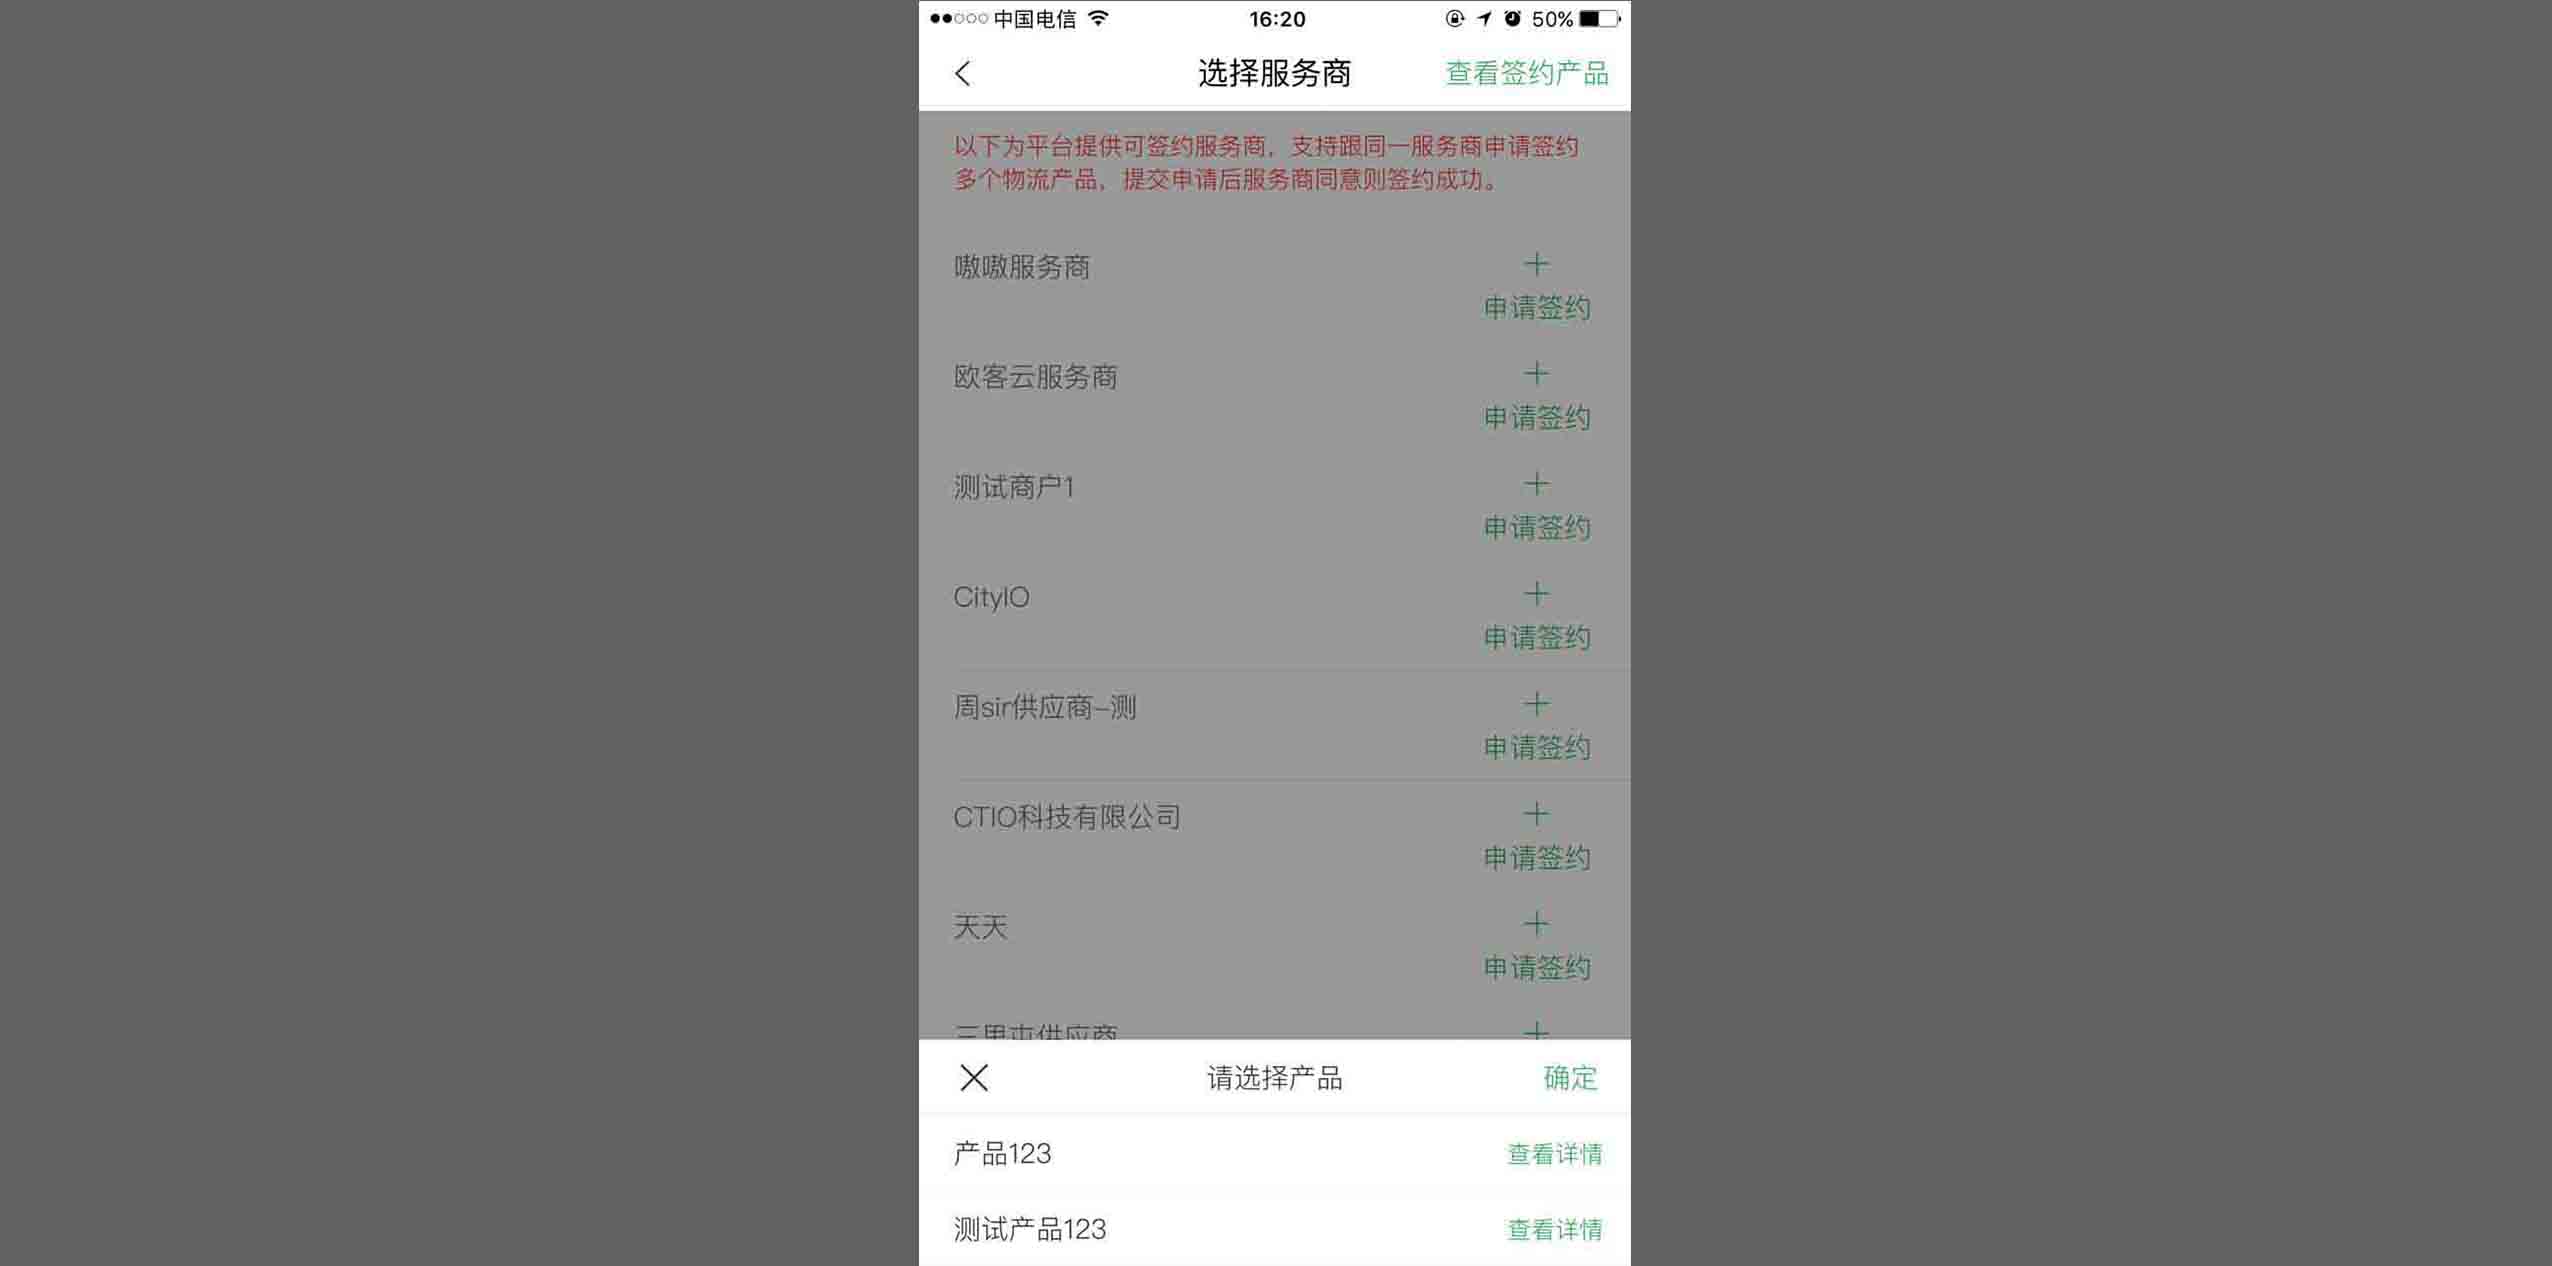 中国电信 16:20 50%
选择服务商 查看签约产品
以下为平台提供可签约服务商，支持跟同一服务商申请签约
多个物流产品，提交申请后服务商同意则签约成功。
嗷嗷服务商
申请签约
欧客云服务商
申请签约
测试商户1
申请签约
CityIO
申请签约
周sir供应商-测
申请签约
CTIO科技有限公司
申请签约
天天
申请签约
三里屯供应商
请选择产品 确定
产品123 查看详情
测试产品123 查看详情